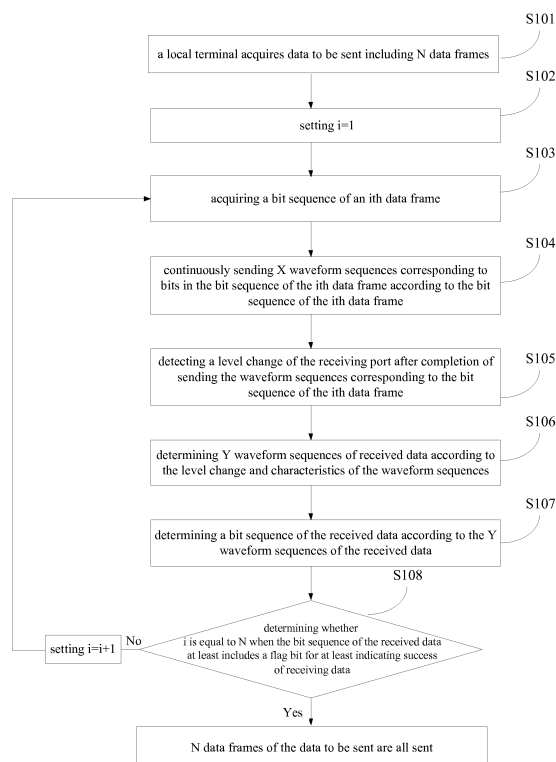 S101
a local terminal acquires data to be sent including N data frames
S102
setting i=1
S103
acquiring a bit sequence of an ith data frame
S104
continuously sending X waveform sequences corresponding to
bits in the bit sequence of the ith data frame according to the bit
sequence of the ith data frame
S105
detecting a level change of the receiving port after completion of
sending the waveform sequences corresponding to the bit
sequence of the ith data frame
S106
determining Y waveform sequences of received data according to
the level change and characteristics of the waveform sequences
S107
determining a bit sequence of the received data according to the Y
waveform sequences of the received data
S108
determining whether
i is equal to N when the bit sequence of the received data
at least includes a flag bit for at least indicating success
of receiving data
No
setting i=i+1
Yes
N data frames of the data to be sent are all sent